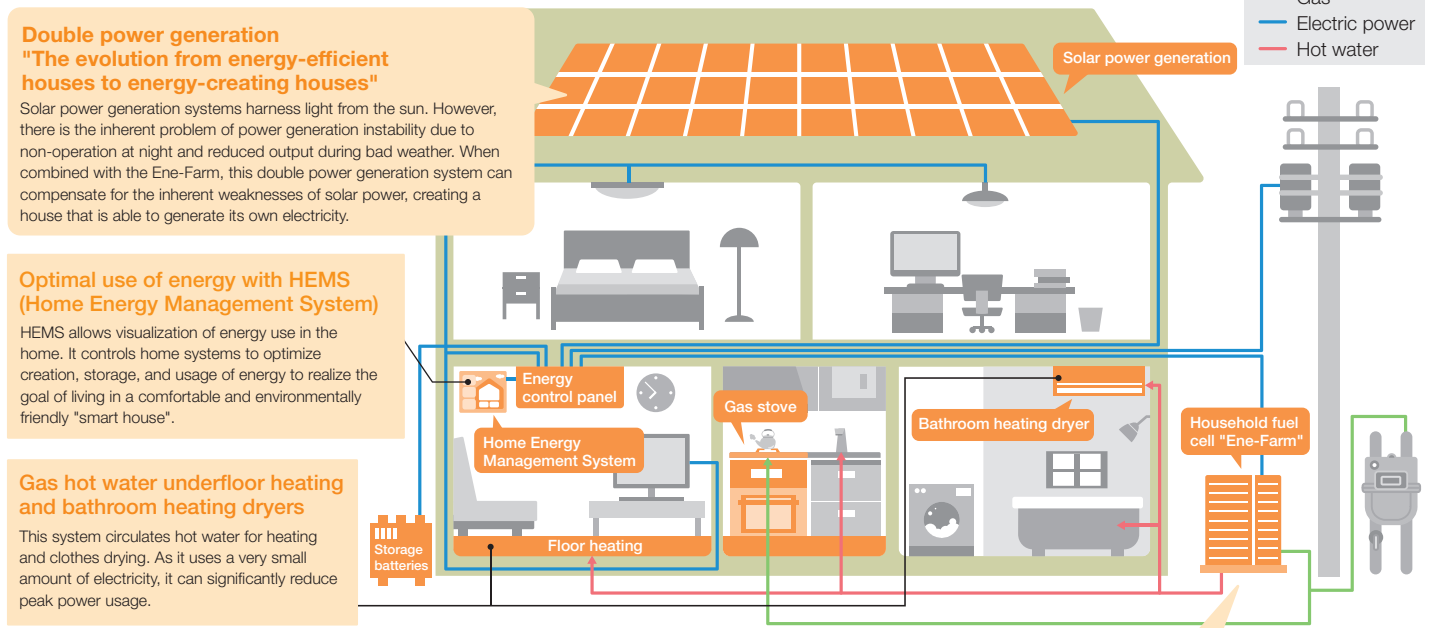 Double power generation
"The evolution from energy-efficient
houses to energy-creating houses"
Solar power generation systems harness light from the sun. However,
there is the inherent problem of power generation instability due to
non-operation at night and reduced output during bad weather. When
combined with the Ene-Farm, this double power generation system can
compensate for the inherent weaknesses of solar power, creating a
house that is able to generate its own electricity.
Optimal use of energy with HEMS
(Home Energy Management System)
HEMS allows visualization of energy use in the
home. It controls home systems to optimize
creation, storage, and usage of energy to realize the
goal of living in a comfortable and environmentally
friendly "smart house".
Gas hot water underfloor heating
and bathroom heating dryers
This system circulates hot water for heating
and clothes drying. As it uses a very small
amount of electricity, it can significantly reduce
peak power usage.
Gas
Electric power
Hot water
Solar power generation
Energy
control panel
Home Energy
Management System
Gas stove
Bathroom heating dryer
Household fuel
cell "Ene-Farm"
Storage
batteries
Floor heating